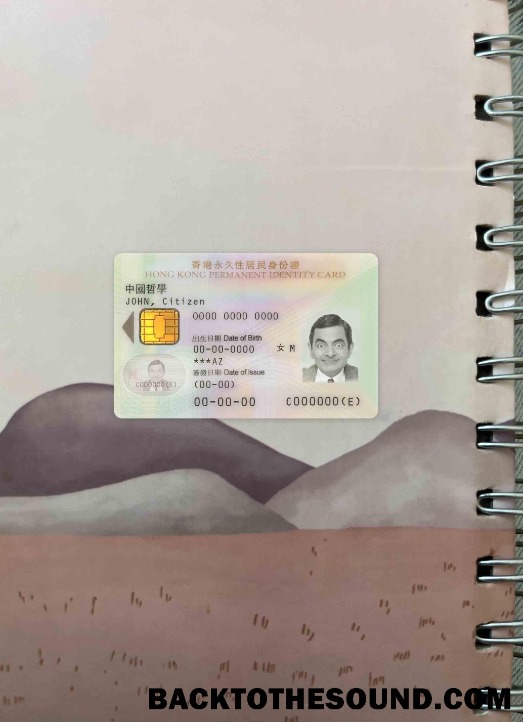 香港永久性居民身份證
HONG KONG PERMANENT IDENTITY CARD
中國哲學
JOHN, Citizen
0000 0000 0000
出生日期 Date of Birth
00-00-0000 女 M
***AZ
簽發日期 Date of Issue
(00-00)
00-00-00 C000000(E)
C000000(E)
BACKTOTHESOUND.COM